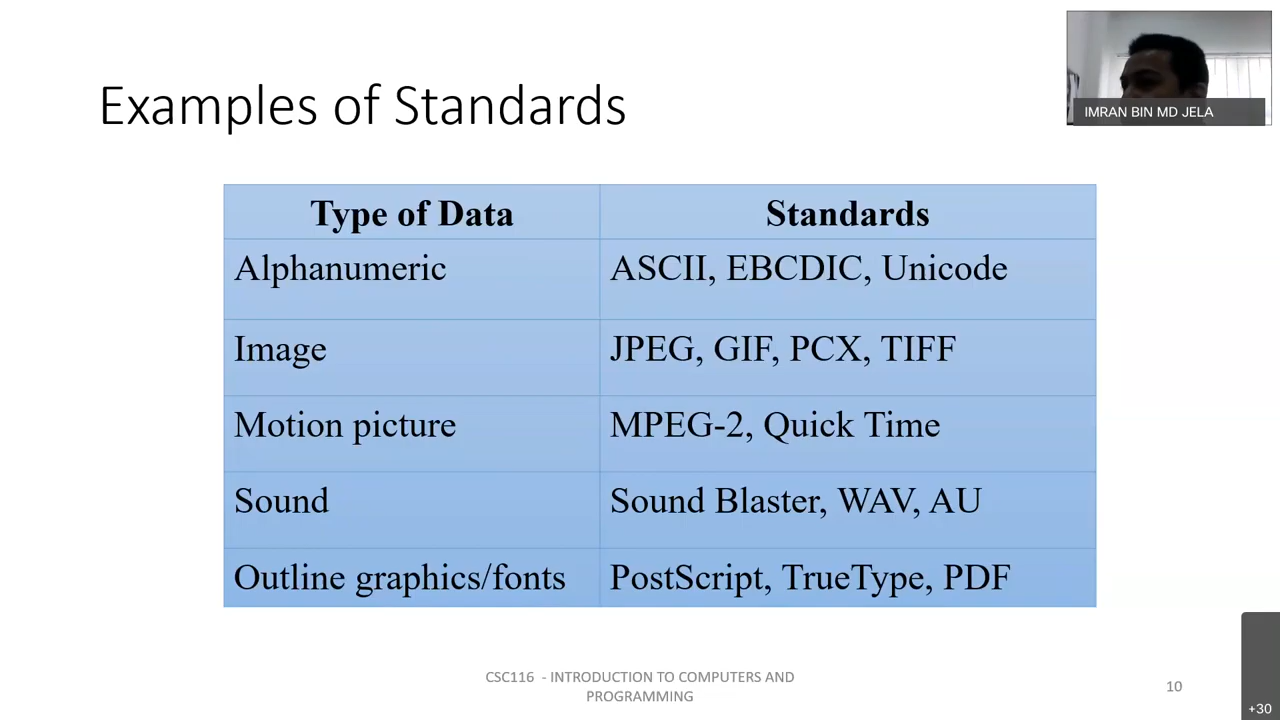 Examples of Standards
IMRAN BIN MD JELA
Type of Data Standards
Alphanumeric ASCII, EBCDIC, Unicode
Image JPEG, GIF, PCX, TIFF
Motion picture MPEG-2, Quick Time
Sound Sound Blaster, WAV, AU
Outline graphics/fonts PostScript, TrueType, PDF
CSC116 - INTRODUCTION TO COMPUTERS AND
PROGRAMMING
10
+30